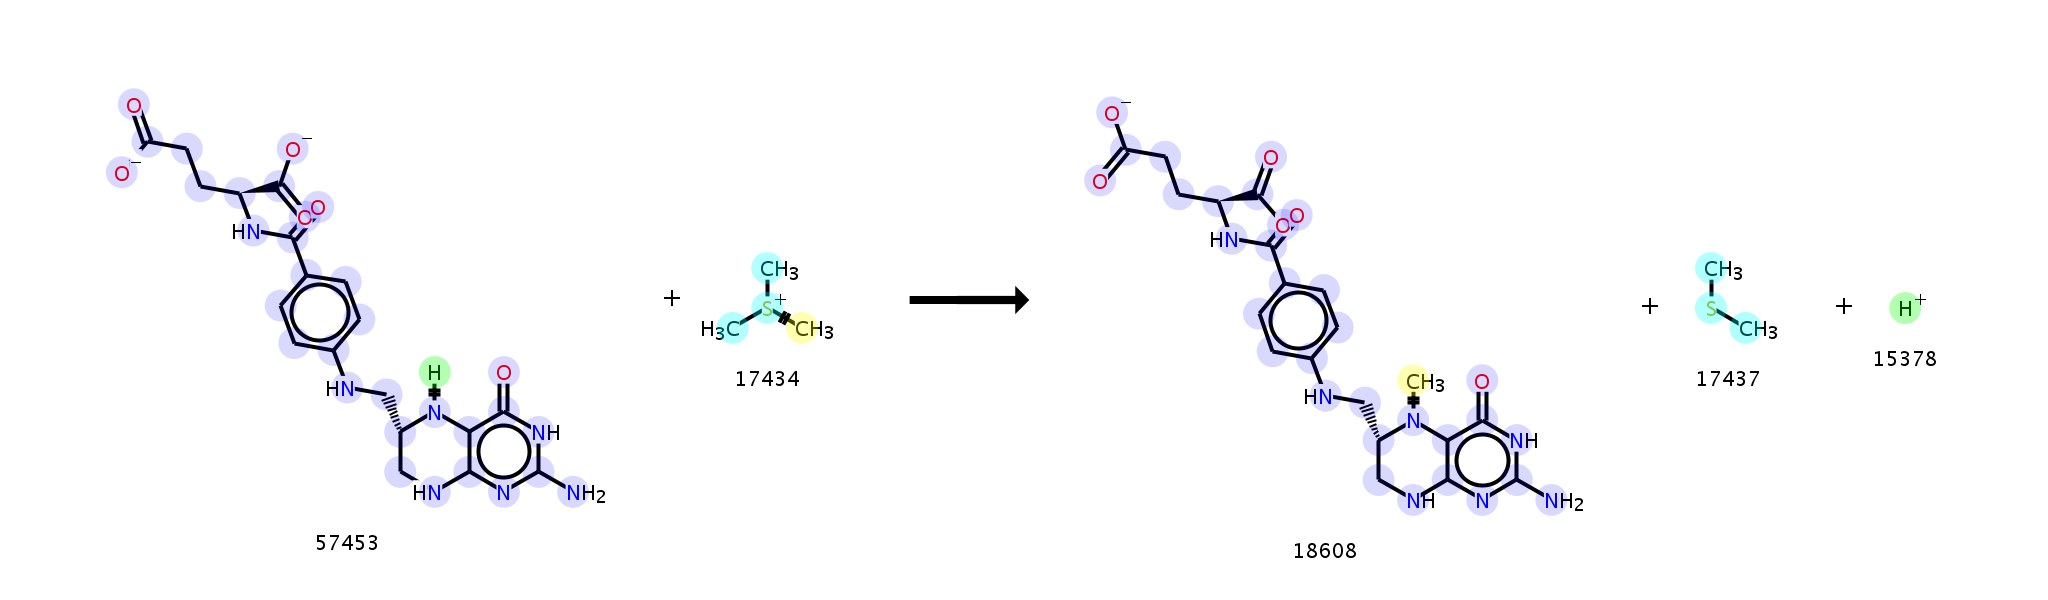 O
O⁻
O⁻
O
O
HN
HN
H
N
O
NH
HN
N
NH₂
57453
+
CH₃
S⁺
H₃C
CH₃
17434
O⁻
O
O
O
O
HN
HN
CH₃
N
O
NH
NH
N
NH₂
18608
+
CH₃
S
CH₃
17437
+
H⁺
15378